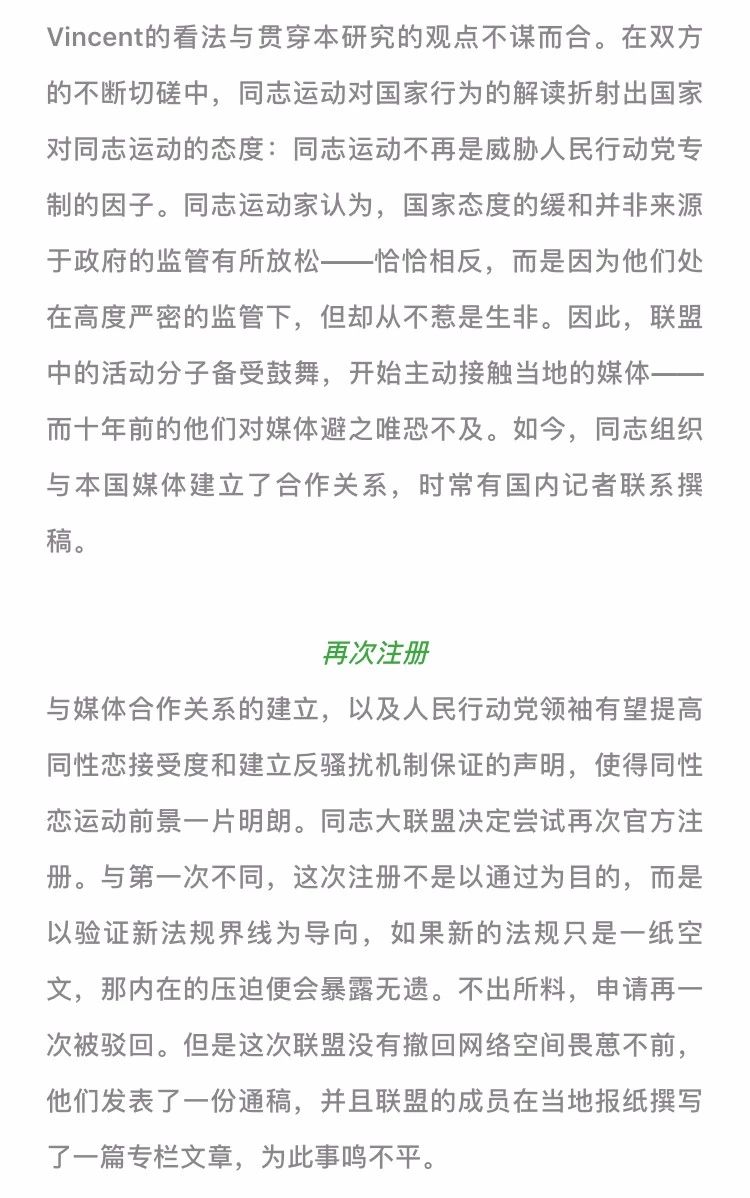 Vincent的看法与贯穿本研究的观点不谋而合。在双方
的不断切磋中，同志运动对国家行为的解读折射出国家
对同志运动的态度：同志运动不再是威胁人民行动党专
制的因子。同志运动家认为，国家态度的缓和并非来源
于政府的监管有所放松——恰恰相反，而是因为他们处
在高度严密的监管下，但却从不惹是生非。因此，联盟
中的活动分子备受鼓舞，开始主动接触当地的媒体——
而十年前的他们对媒体避之唯恐不及。如今，同志组织
与本国媒体建立了合作关系，时常有国内记者联系撰
稿。
再次注册
与媒体合作关系的建立，以及人民行动党领袖有望提高
同性恋接受度和建立反骚扰机制保证的声明，使得同性
恋运动前景一片明朗。同志大联盟决定尝试再次官方注
册。与第一次不同，这次注册不是以通过为目的，而是
以验证新法规界线为导向，如果新的法规只是一纸空
文，那内在的压迫便会暴露无遗。不出所料，申请再一
次被驳回。但是这次联盟没有撤回网络空间畏葸不前，
他们发表了一份通稿，并且联盟的成员在当地报纸撰写
了一篇专栏文章，为此事鸣不平。